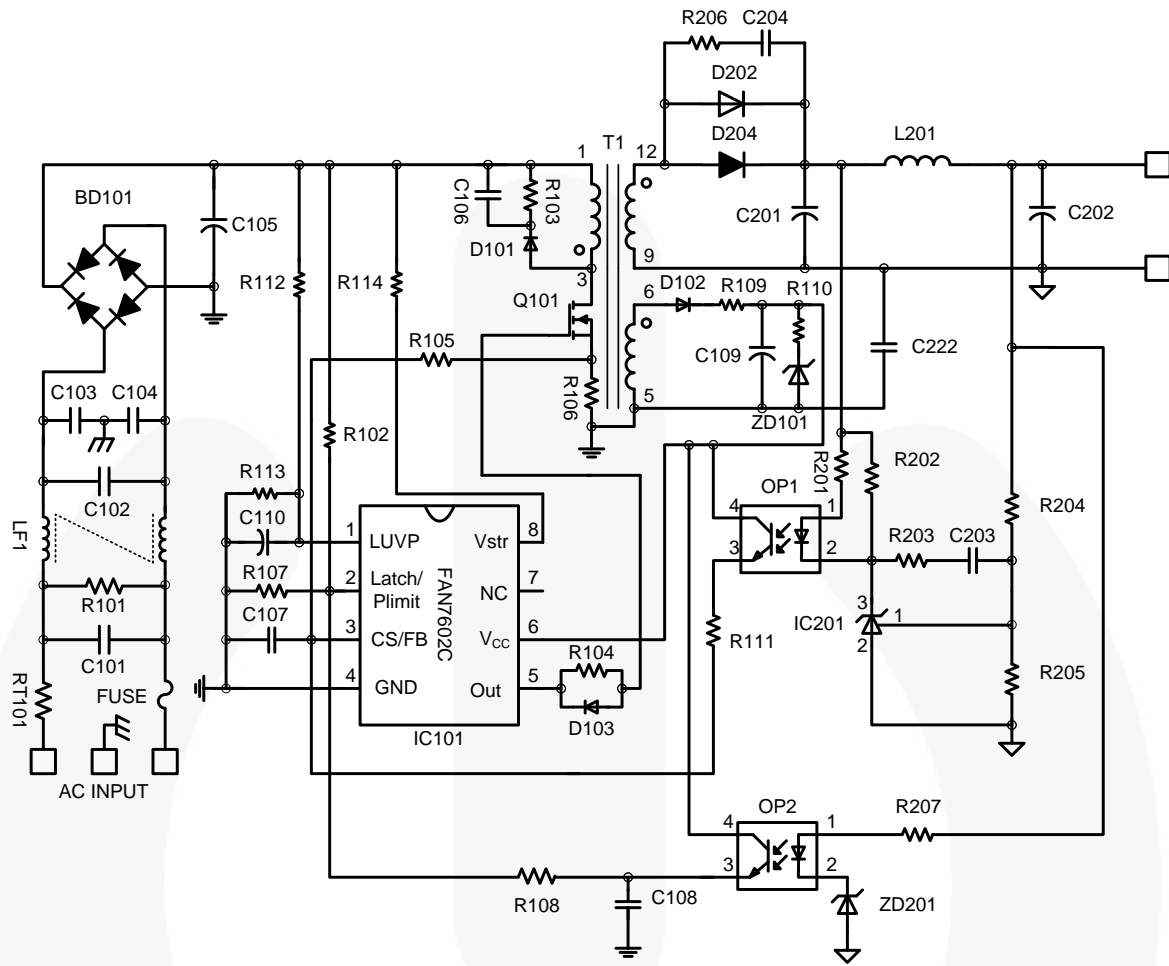 R206
C204
D202
D204
T1
1
12
L201
BD101
C105
C106
R103
D101
C201
C202
R112
R114
3
9
Q101
6
D102
R109
R110
R105
C109
C222
C103
C104
R106
5
ZD101
R102
R113
C102
C110
LF1
R201
R202
OP1
4
1
3
2
R204
R203
C203
1
LUVP
Vstr
8
R107
2
Latch/
Plimit
FAN7602C
NC
7
R101
C107
3
CS/FB
VCC
6
R111
IC201
3
1
2
C101
R104
4
GND
Out
5
R205
RT101
FUSE
D103
IC101
AC INPUT
OP2
4
1
R207
3
2
R108
C108
ZD201